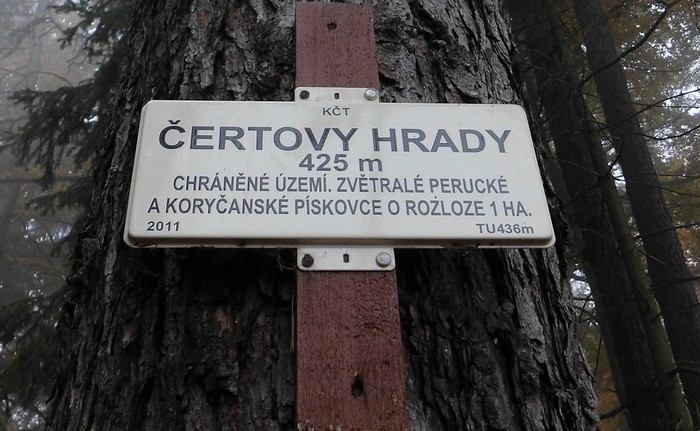 KČT
ČERTOVY HRADY
425 m
CHRÁNĚNÉ ÚZEMÍ. ZVĚTRALÉ PERUCKÉ
A KORYČANSKÉ PÍSKOVCE O ROZLOZE 1 HA.
2011 TU436m